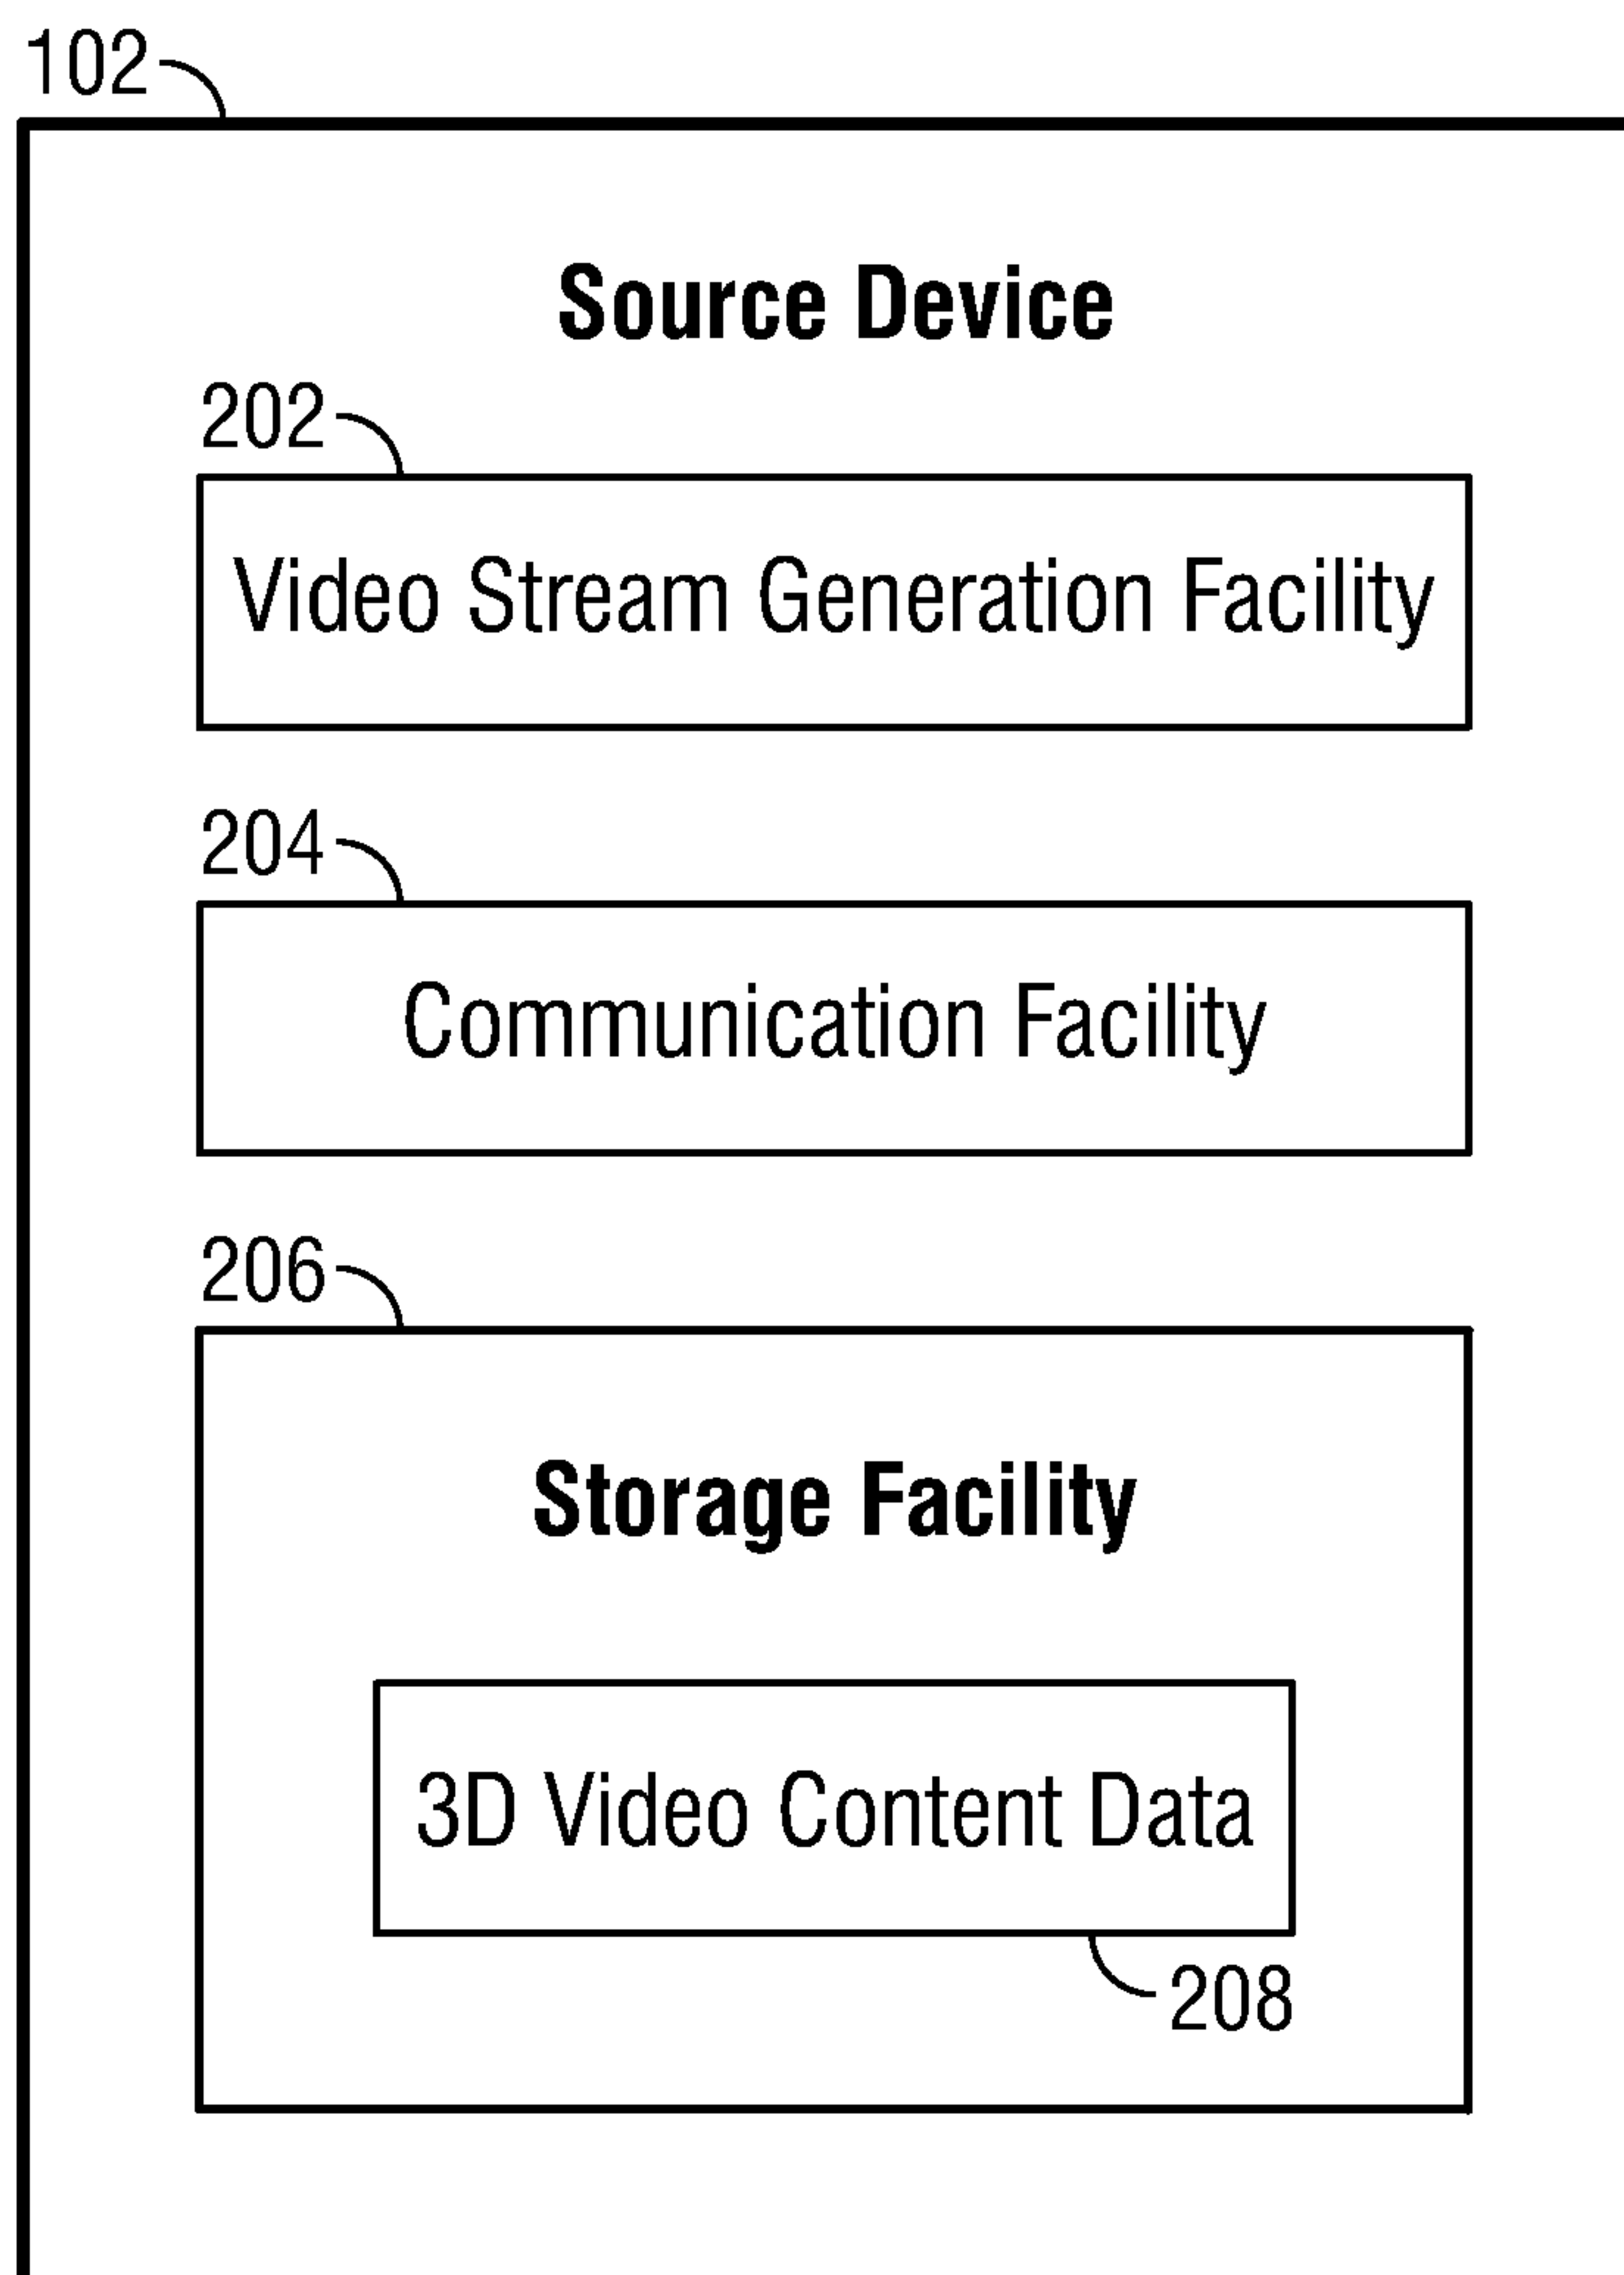 102
Source Device
202
Video Stream Generation Facility
204
Communication Facility
206
Storage Facility
3D Video Content Data
208